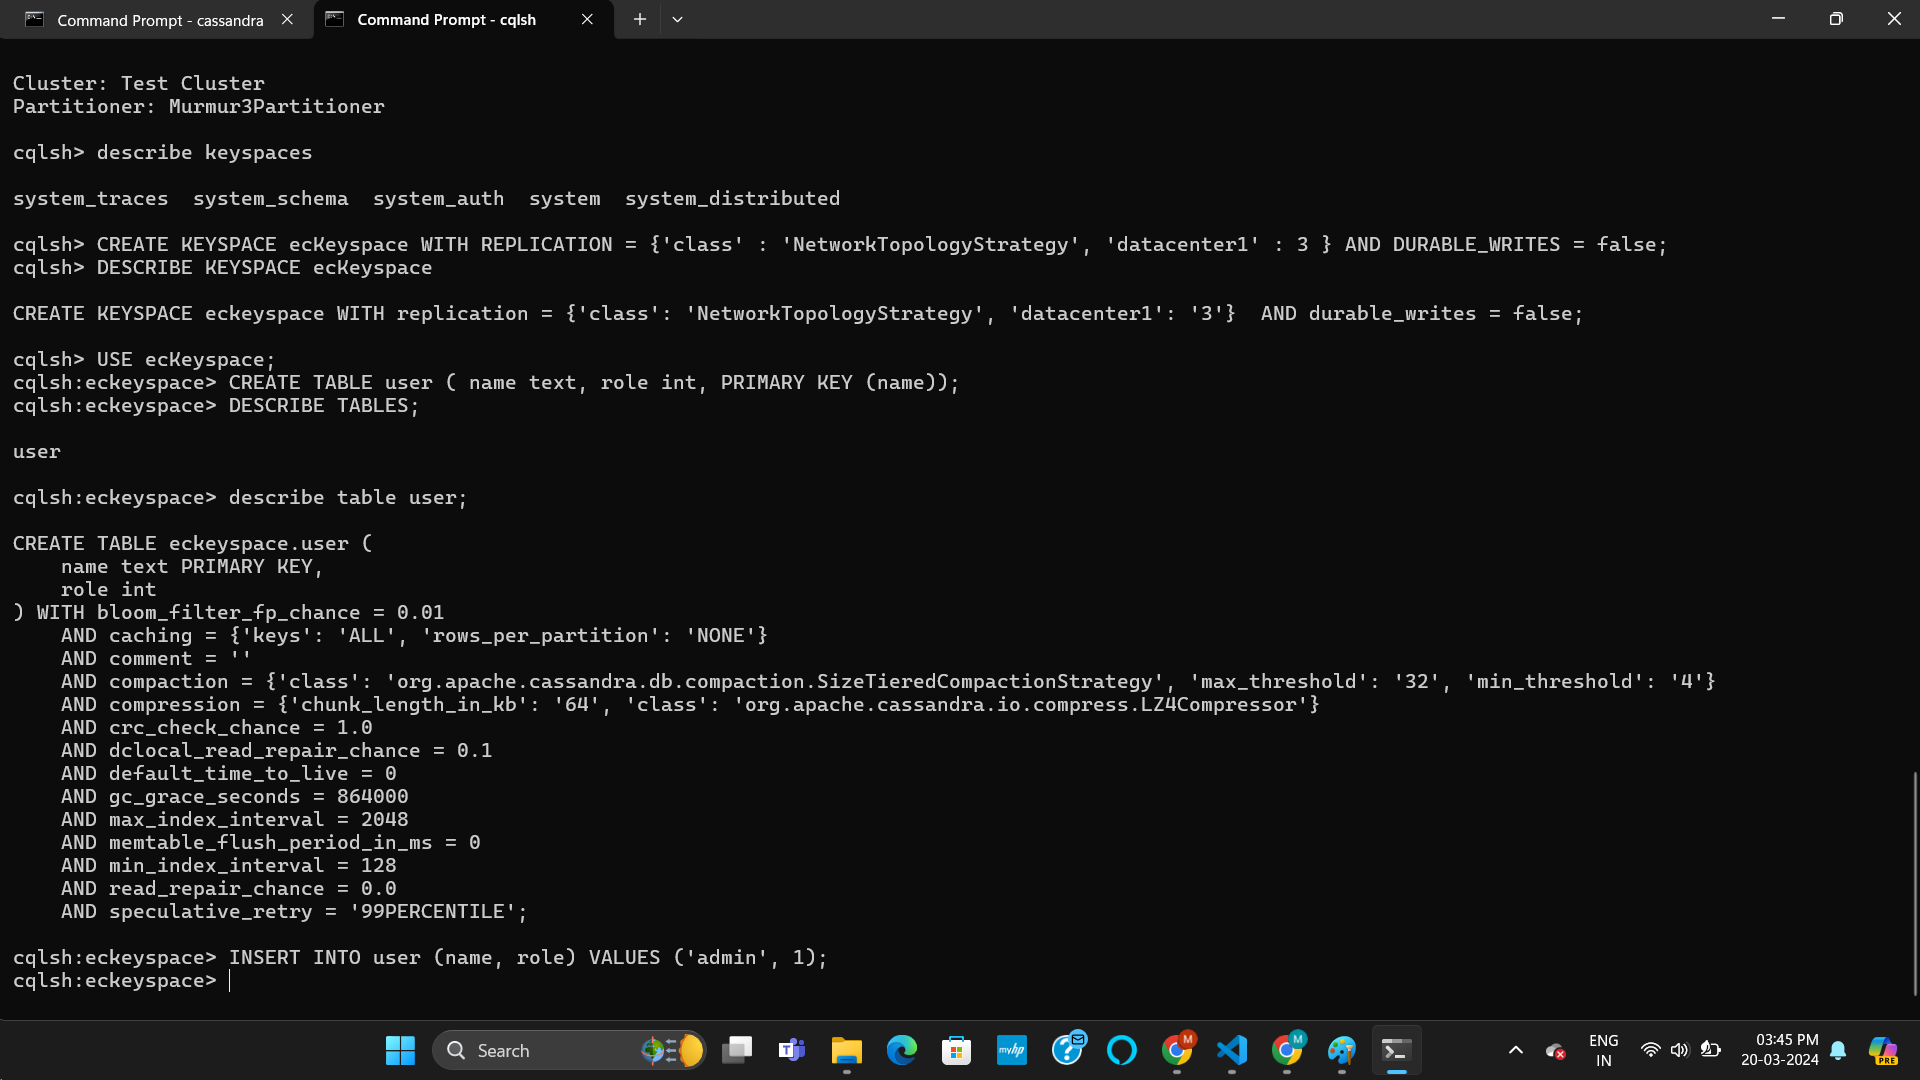 Command Prompt - cassandra
Command Prompt - cqlsh
Cluster: Test Cluster
Partitioner: Murmur3Partitioner
cqlsh> describe keyspaces
system_traces  system_schema  system_auth  system  system_distributed
cqlsh> CREATE KEYSPACE ecKeyspace WITH REPLICATION = {'class' : 'NetworkTopologyStrategy', 'datacenter1' : 3 } AND DURABLE_WRITES = false;
cqlsh> DESCRIBE KEYSPACE ecKeyspace
CREATE KEYSPACE eckeyspace WITH replication = {'class': 'NetworkTopologyStrategy', 'datacenter1': '3'}  AND durable_writes = false;
cqlsh> USE ecKeyspace;
cqlsh:eckeyspace> CREATE TABLE user ( name text, role int, PRIMARY KEY (name));
cqlsh:eckeyspace> DESCRIBE TABLES;
user
cqlsh:eckeyspace> describe table user;
CREATE TABLE eckeyspace.user (
    name text PRIMARY KEY,
    role int
) WITH bloom_filter_fp_chance = 0.01
    AND caching = {'keys': 'ALL', 'rows_per_partition': 'NONE'}
    AND comment = ''
    AND compaction = {'class': 'org.apache.cassandra.db.compaction.SizeTieredCompactionStrategy', 'max_threshold': '32', 'min_threshold': '4'}
    AND compression = {'chunk_length_in_kb': '64', 'class': 'org.apache.cassandra.io.compress.LZ4Compressor'}
    AND crc_check_chance = 1.0
    AND dclocal_read_repair_chance = 0.1
    AND default_time_to_live = 0
    AND gc_grace_seconds = 864000
    AND max_index_interval = 2048
    AND memtable_flush_period_in_ms = 0
    AND min_index_interval = 128
    AND read_repair_chance = 0.0
    AND speculative_retry = '99PERCENTILE';
cqlsh:eckeyspace> INSERT INTO user (name, role) VALUES ('admin', 1);
cqlsh:eckeyspace>
Search
myhp
M
M
ENG
IN
03:45 PM
20-03-2024
PRE